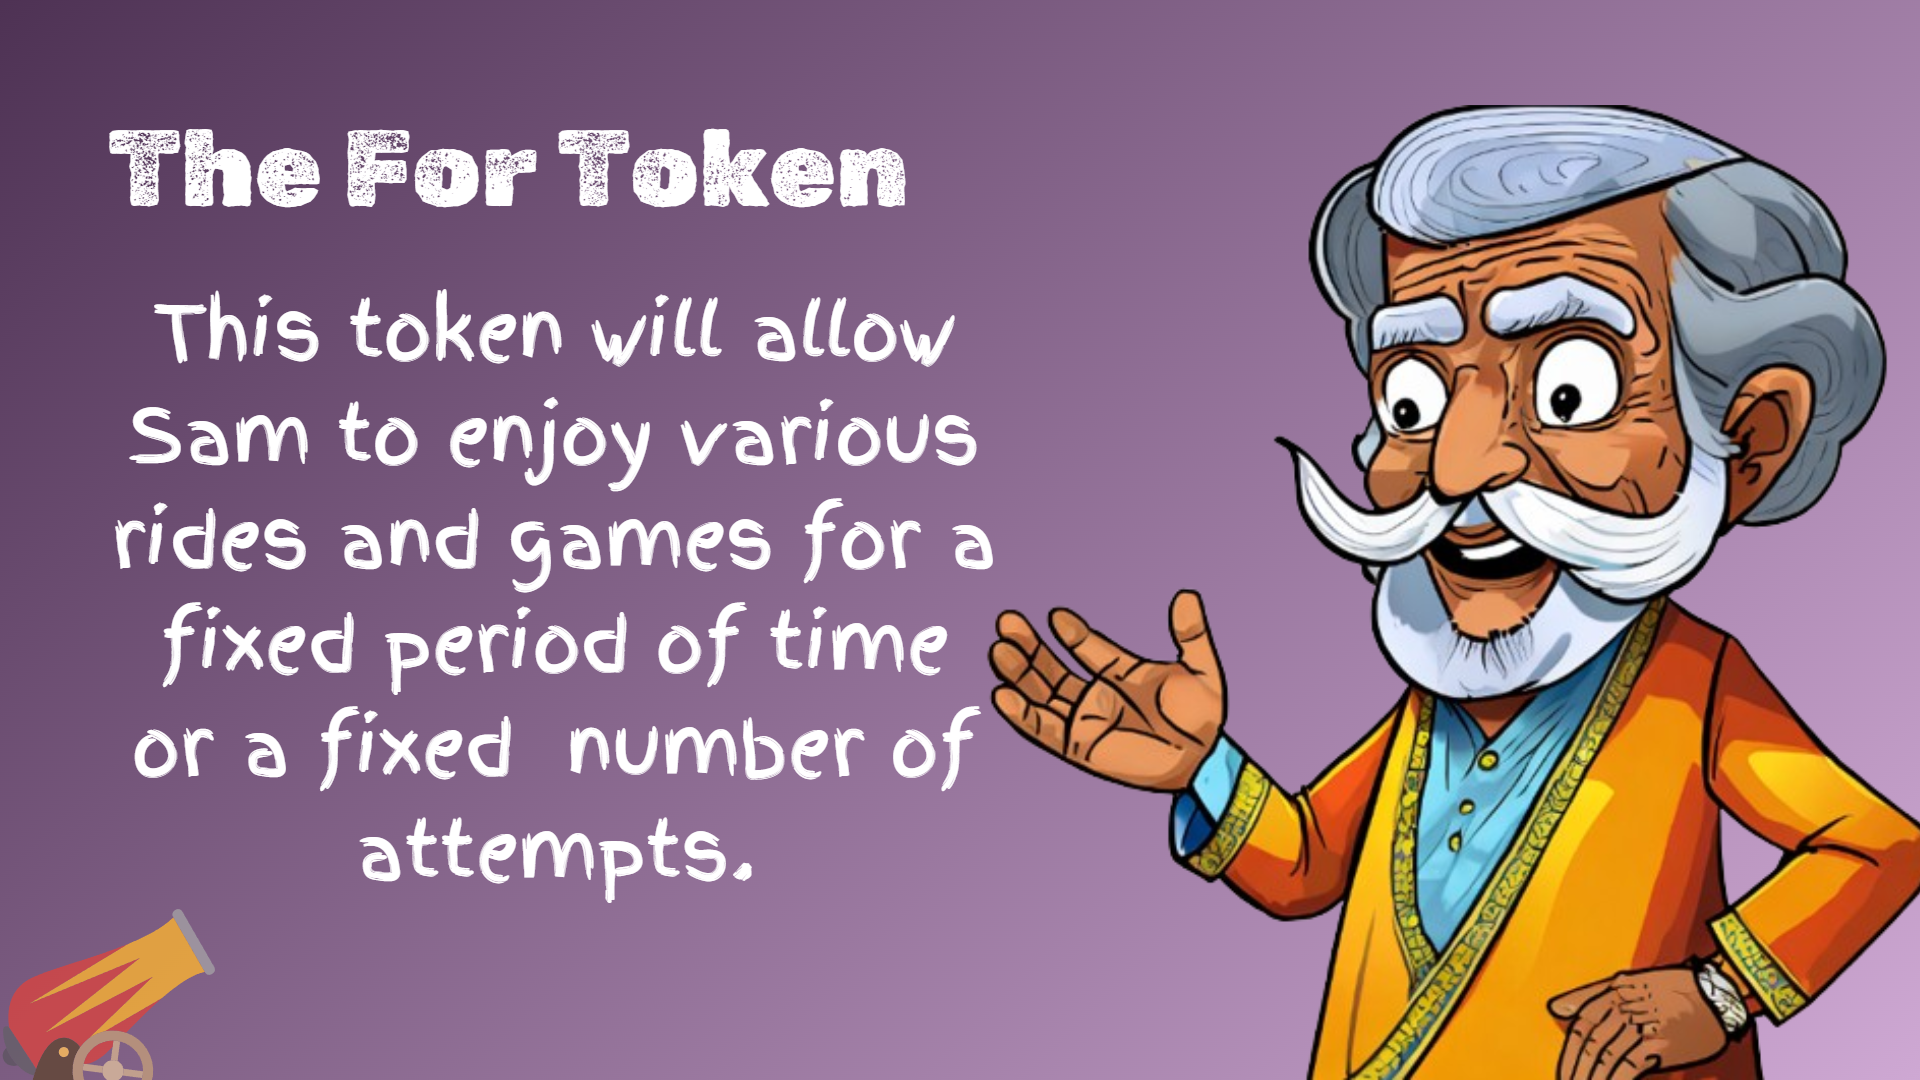 The For Token
This token will allow
Sam to enjoy various
rides and games for a
fixed period of time
or a fixed  number of
attempts.